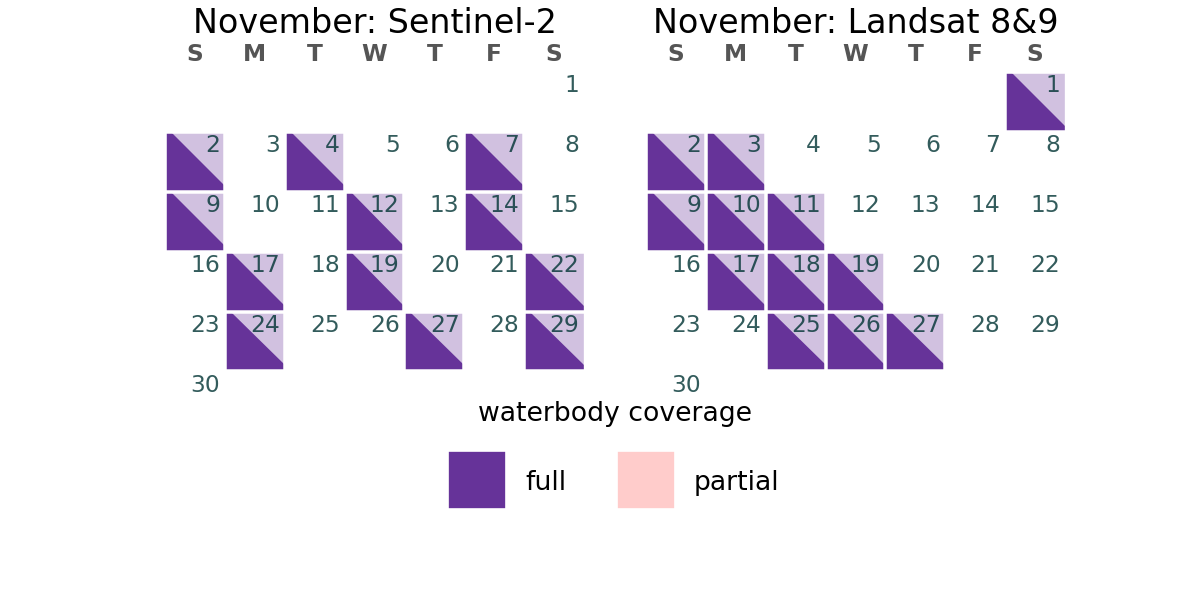 November: Sentinel-2
S M T W T F S
1
2 3 4 5 6 7 8
9 10 11 12 13 14 15
16 17 18 19 20 21 22
23 24 25 26 27 28 29
30
November: Landsat 8&9
S M T W T F S
1
2 3 4 5 6 7 8
9 10 11 12 13 14 15
16 17 18 19 20 21 22
23 24 25 26 27 28 29
30
waterbody coverage
full partial